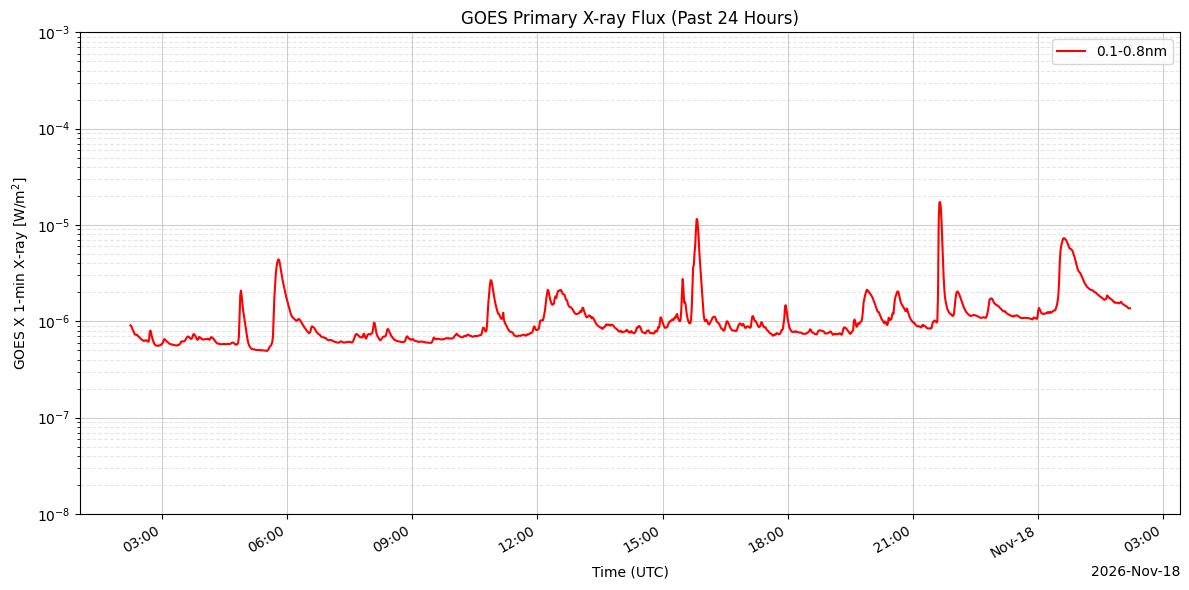 GOES Primary X-ray Flux (Past 24 Hours)
0.1-0.8nm
GOES X 1-min X-ray [W/m²]
10⁻³
10⁻⁴
10⁻⁵
10⁻⁶
10⁻⁷
10⁻⁸
03:00
06:00
09:00
12:00
15:00
18:00
21:00
Nov-18
03:00
Time (UTC)
2026-Nov-18